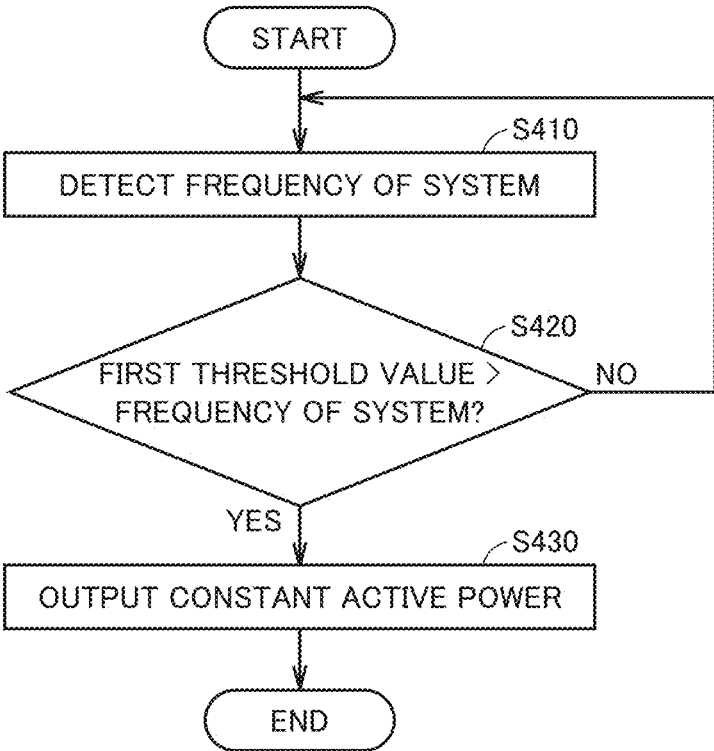 START
S410
DETECT FREQUENCY OF SYSTEM
S420
FIRST THRESHOLD VALUE >
FREQUENCY OF SYSTEM?
NO
YES
S430
OUTPUT CONSTANT ACTIVE POWER
END